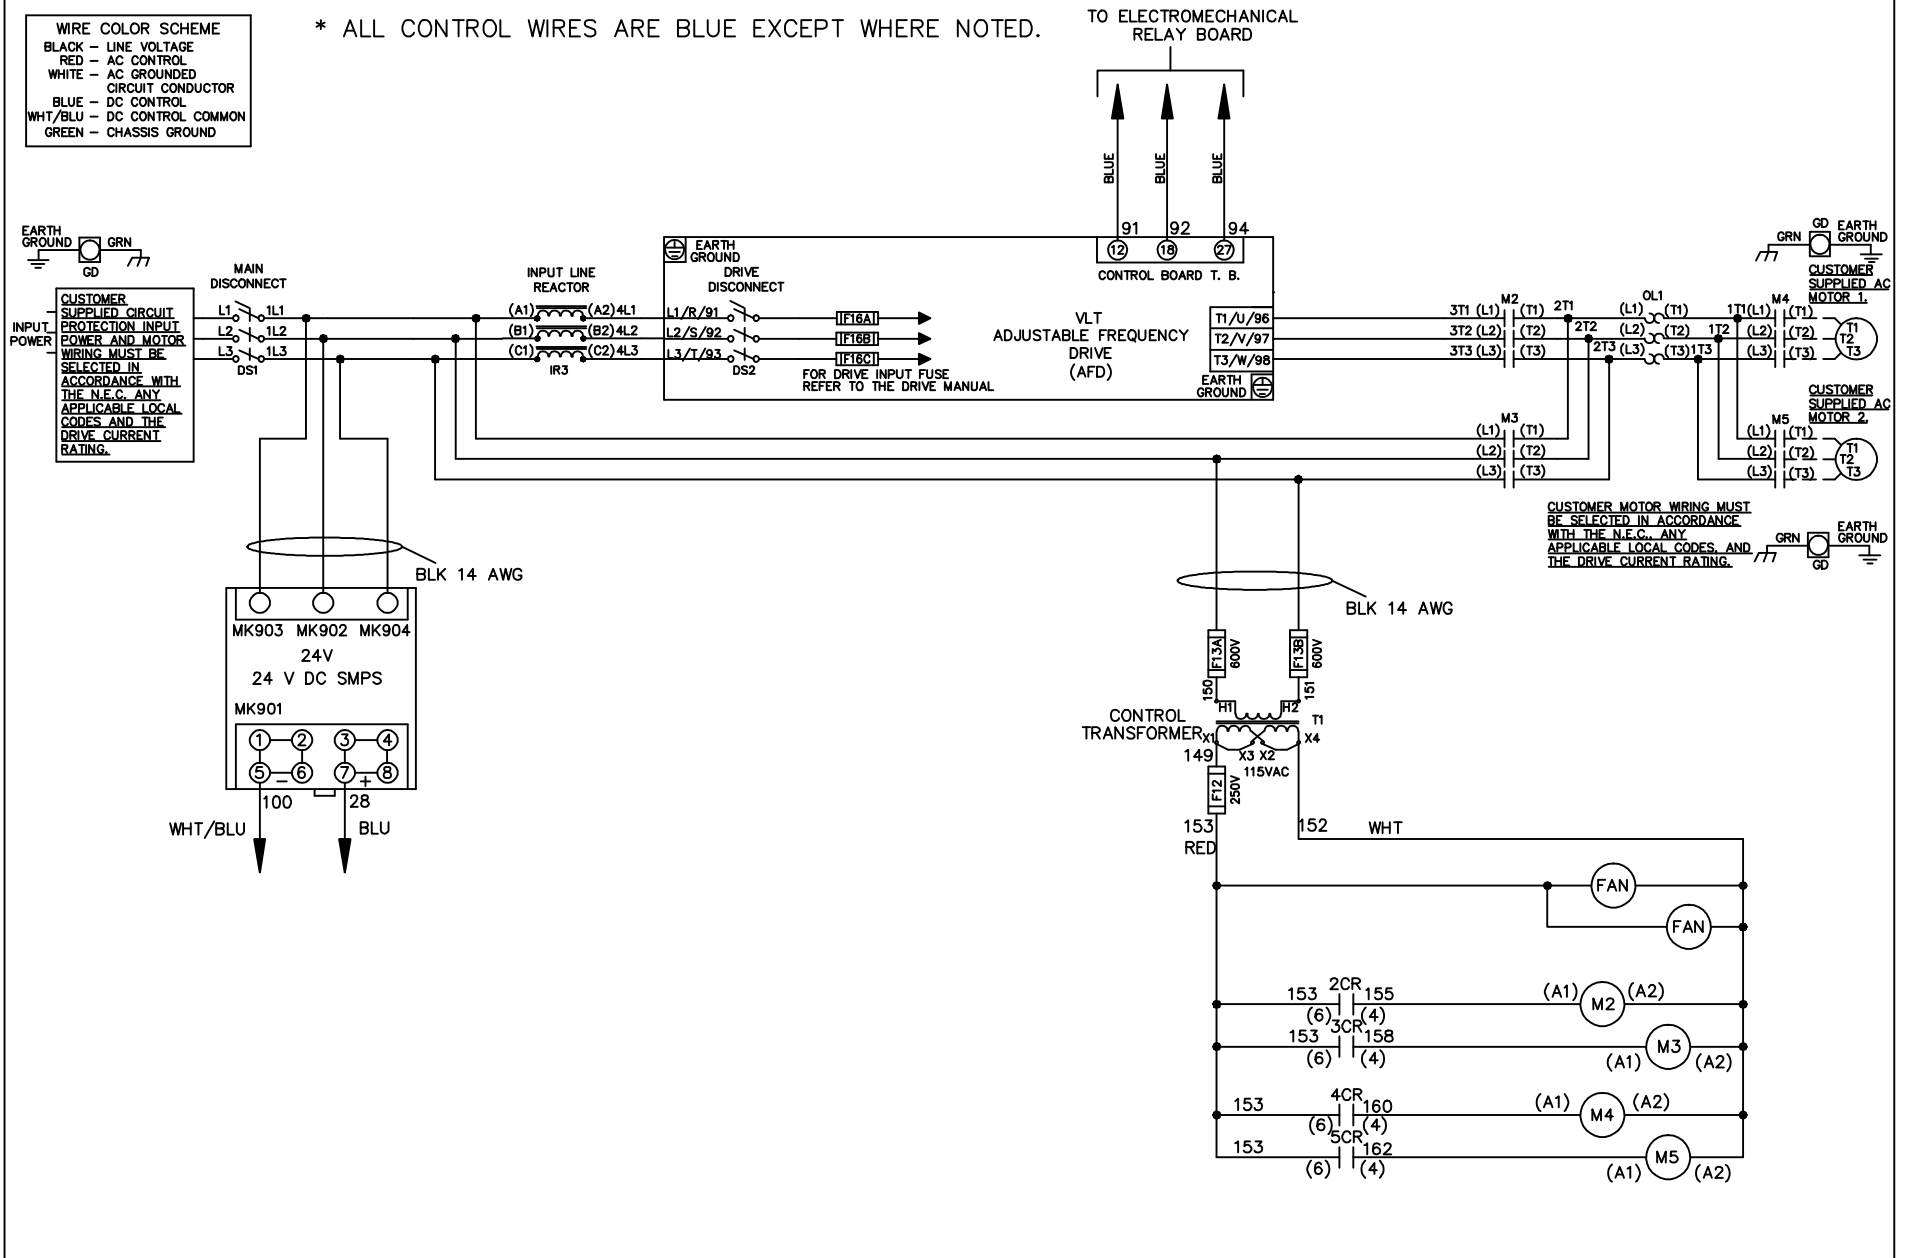 WIRE COLOR SCHEME
BLACK – LINE VOLTAGE
RED – AC CONTROL
WHITE – AC GROUNDED
CIRCUIT CONDUCTOR
BLUE – DC CONTROL
WHT/BLU – DC CONTROL COMMON
GREEN – CHASSIS GROUND
* ALL CONTROL WIRES ARE BLUE EXCEPT WHERE NOTED.
TO ELECTROMECHANICAL
RELAY BOARD
BLUE
BLUE
BLUE
91 92 94
12 18 27
CONTROL BOARD T. B.
EARTH
GROUND
GRN
GD
INPUT
POWER
CUSTOMER
SUPPLIED CIRCUIT
PROTECTION INPUT
POWER AND MOTOR
WIRING MUST BE
SELECTED IN
ACCORDANCE WITH
THE N.E.C. ANY
APPLICABLE LOCAL
CODES AND THE
DRIVE CURRENT
RATING.
MAIN
DISCONNECT
L1 1L1
L2 1L2
L3 1L3
DS1
INPUT LINE
REACTOR
(A1) (A2) 4L1
(B1) (B2) 4L2
(C1) (C2) 4L3
IR3
EARTH
GROUND
DRIVE
DISCONNECT
L1/R/91
L2/S/92
L3/T/93
DS2
F16A
F16B
F16C
FOR DRIVE INPUT FUSE
REFER TO THE DRIVE MANUAL
VLT
ADJUSTABLE FREQUENCY
DRIVE
(AFD)
T1/U/96
T2/V/97
T3/W/98
EARTH
GROUND
M2
3T1 (L1) (T1) 2T1
3T2 (L2) (T2) 2T2
3T3 (L3) (T3) 2T3
OL1
(L1) (T1) 1T1
(L2) (T2) 1T2
(L3) (T3) 1T3
M4
(L1) (T1)
(L2) (T2)
(L3) (T3)
T1
T2
T3
GD
GRN
EARTH
GROUND
CUSTOMER
SUPPLIED AC
MOTOR 1.
M3
(L1) (T1)
(L2) (T2)
(L3) (T3)
M5
(L1) (T1)
(L2) (T2)
(L3) (T3)
T1
T2
T3
CUSTOMER
SUPPLIED AC
MOTOR 2.
CUSTOMER MOTOR WIRING MUST
BE SELECTED IN ACCORDANCE
WITH THE N.E.C., ANY
APPLICABLE LOCAL CODES, AND
THE DRIVE CURRENT RATING.
GRN
GD
EARTH
GROUND
BLK 14 AWG
MK903 MK902 MK904
24V
24 V DC SMPS
MK901
1 2 3 4
5 – 6 7 + 8
100 28
WHT/BLU BLU
BLK 14 AWG
F13A 600V
F13B 600V
150 151
H1 H2
CONTROL
TRANSFORMER
T1
X1 X3 X2 X4
149
115VAC
F12 250V
153
RED
152 WHT
FAN
FAN
2CR
153 155 (A1) M2 (A2)
(6) (4)
3CR
153 158 M3
(6) (4) (A1) (A2)
4CR
153 160 (A1) M4 (A2)
(6) (4)
5CR
153 162 M5
(6) (4) (A1) (A2)